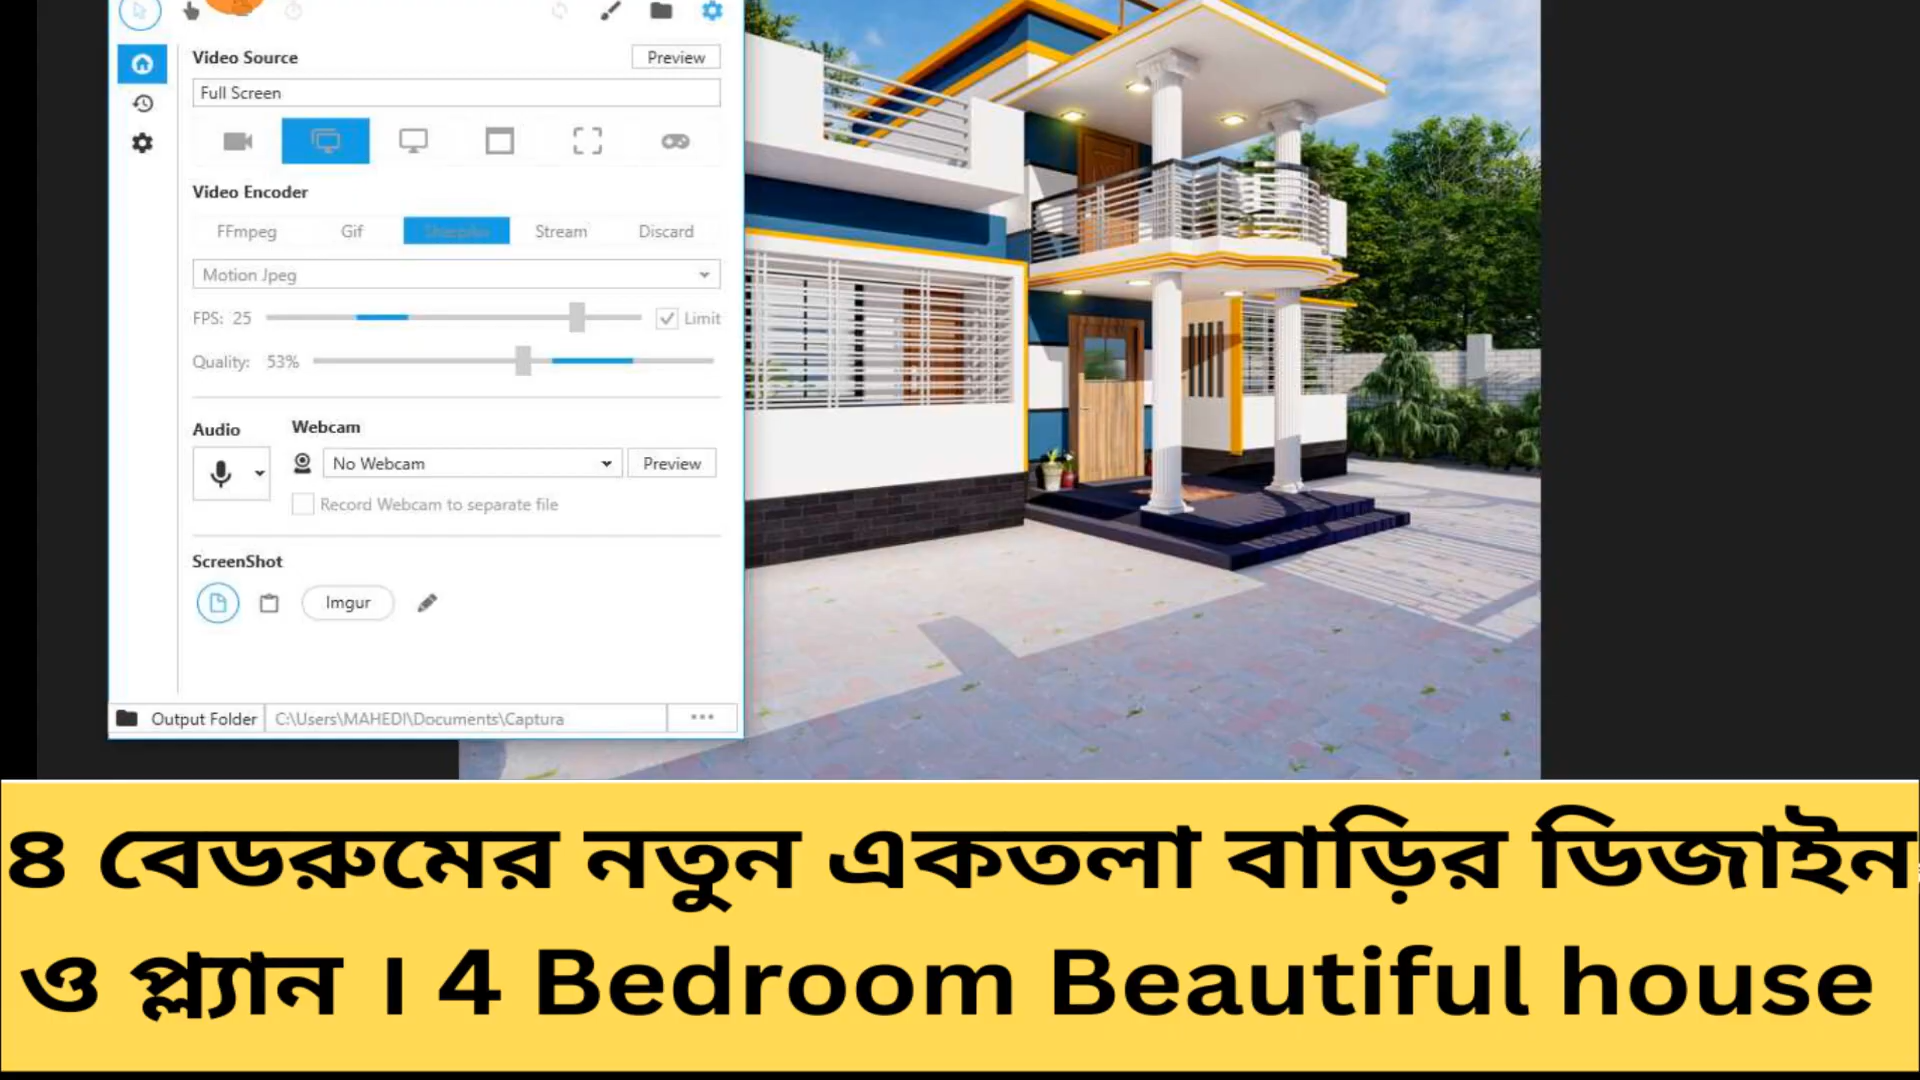 Video Source
Preview
Full Screen
Video Encoder
FFmpeg Gif SharpAvi Stream Discard
Motion Jpeg
FPS: 25
Limit
Quality: 53%
Audio
Webcam
No Webcam
Preview
Record Webcam to separate file
ScreenShot
Imgur
Output Folder C:\Users\MAHEDI\Documents\Captura
৪ বেডরুমের নতুন একতলা বাড়ির ডিজাইন
ও প্ল্যান । 4 Bedroom Beautiful house